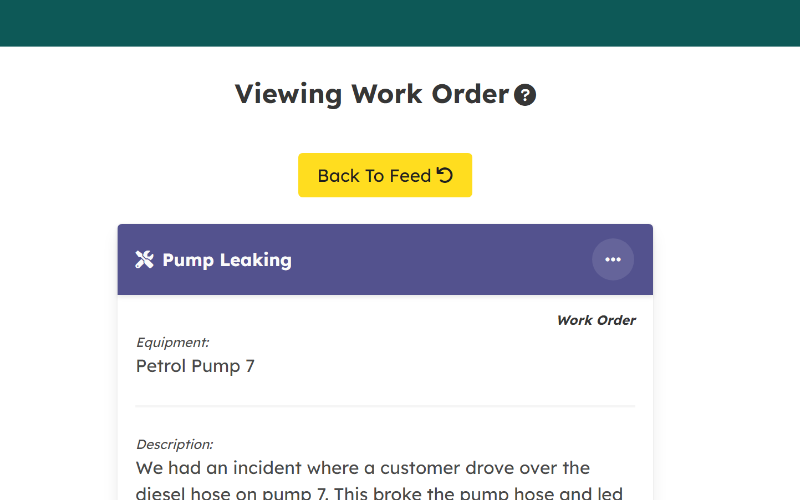 Viewing Work Order
Back To Feed
Pump Leaking
Work Order
Equipment:
Petrol Pump 7
Description:
We had an incident where a customer drove over the
diesel hose on pump 7. This broke the pump hose and led